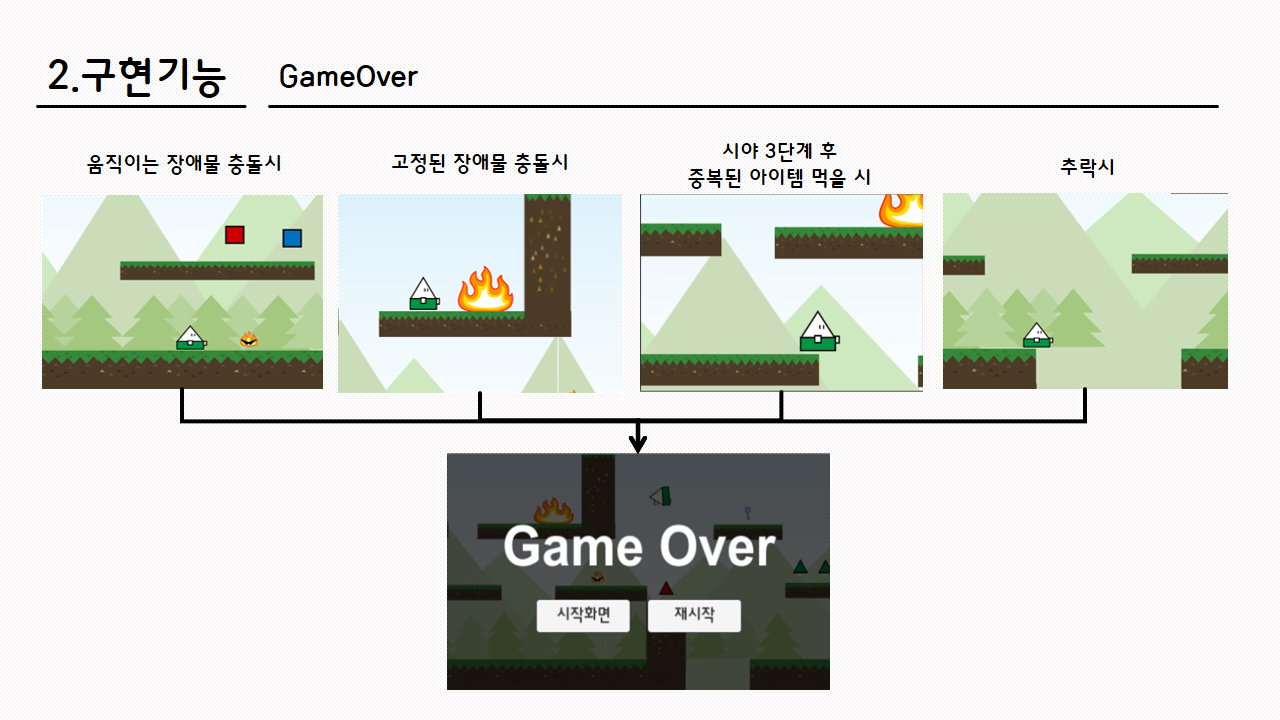 2.구현기능
GameOver
움직이는 장애물 충돌시
고정된 장애물 충돌시
시야 3단계 후
중복된 아이템 먹을 시
추락시
Game Over
시작화면
재시작